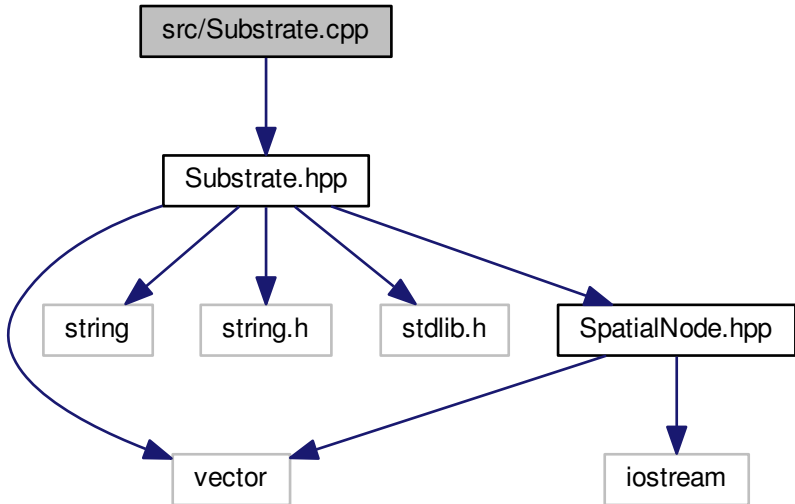 src/Substrate.cpp
Substrate.hpp
string
string.h
stdlib.h
SpatialNode.hpp
vector
iostream